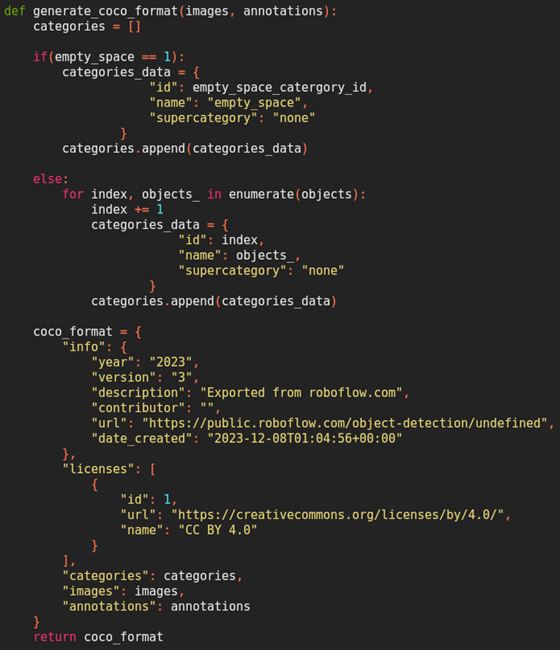 def generate_coco_format(images, annotations):
    categories = []

    if(empty_space == 1):
        categories_data = {
                    "id": empty_space_catergory_id,
                    "name": "empty_space",
                    "supercategory": "none"
                }
        categories.append(categories_data)

    else:
        for index, objects_ in enumerate(objects):
            index += 1
            categories_data = {
                        "id": index,
                        "name": objects_,
                        "supercategory": "none"
                    }
            categories.append(categories_data)

    coco_format = {
        "info": {
            "year": "2023",
            "version": "3",
            "description": "Exported from roboflow.com",
            "contributor": "",
            "url": "https://public.roboflow.com/object-detection/undefined",
            "date_created": "2023-12-08T01:04:56+00:00"
        },
        "licenses": [
            {
                "id": 1,
                "url": "https://creativecommons.org/licenses/by/4.0/",
                "name": "CC BY 4.0"
            }
        ],
        "categories": categories,
        "images": images,
        "annotations": annotations
    }
    return coco_format